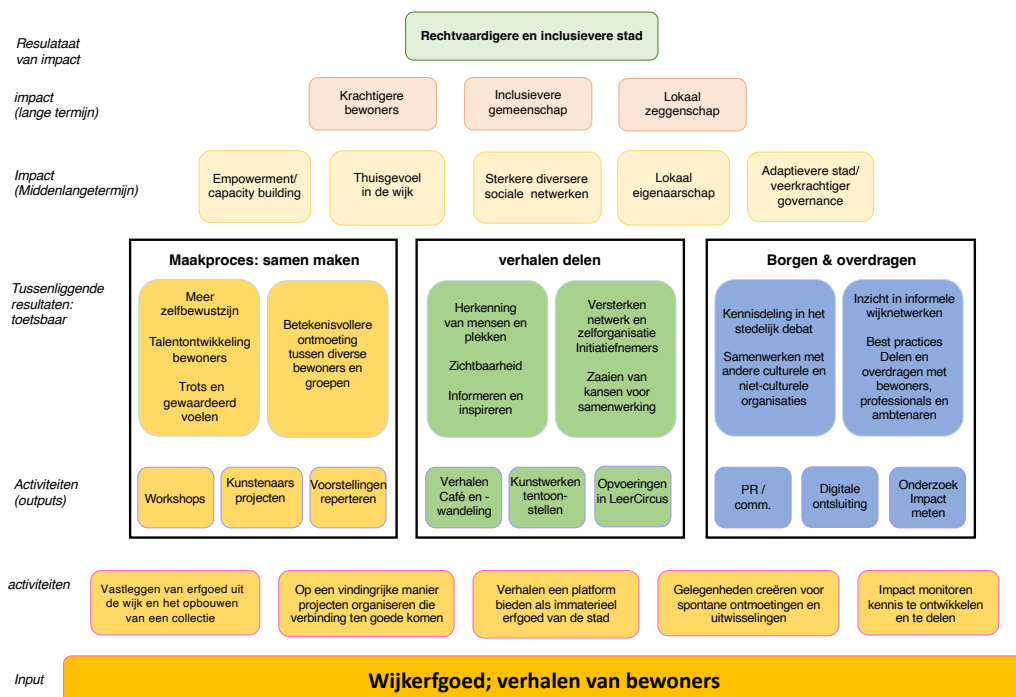 Resulataat
van impact
Rechtvaardigere en inclusievere stad
impact
(lange termijn)
Krachtigere
bewoners
Inclusievere
gemeenschap
Lokaal
zeggenschap
Impact
(Middenlangetermijn)
Empowerment/
capacity building
Thuisgevoel
in de wijk
Sterkere diversere
sociale netwerken
Lokaal
eigenaarschap
Adaptievere stad/
veerkrachtiger
governance
Tussenliggende
resultaten:
toetsbaar
Maakproces: samen maken
Meer
zelfbewustzijn
Talentontwikkeling
bewoners
Trots en
gewaardeerd
voelen
Betekenisvollere
ontmoeting
tussen diverse
bewoners en
groepen
verhalen delen
Herkenning
van mensen en
plekken
Zichtbaarheid
Informeren en
inspireren
Versterken
netwerk en
zelforganisatie
Initiatiefnemers
Zaaien van
kansen voor
samenwerking
Borgen & overdragen
Kennisdeling in het
stedelijk debat
Samenwerken met
andere culturele en
niet-culturele
organisaties
Inzicht in informele
wijknetwerken
Best practices
Delen en
overdragen met
bewoners,
professionals en
ambtenaren
Activiteiten
(outputs)
Workshops
Kunstenaars
projecten
Voorstellingen
reperteren
Verhalen
Café en -
wandeling
Kunstwerken
tentoon-
stellen
Opvoeringen
in LeerCircus
PR /
comm.
Digitale
ontsluiting
Onderzoek
Impact
meten
activiteiten
Vastleggen van erfgoed uit
de wijk en het opbouwen
van een collectie
Op een vindingrijke manier
projecten organiseren die
verbinding ten goede komen
Verhalen een platform
bieden als immaterieel
erfgoed van de stad
Gelegenheden creëren voor
spontane ontmoetingen en
uitwisselingen
Impact monitoren
kennis te ontwikkelen
en te delen
Input
Wijkerfgoed; verhalen van bewoners